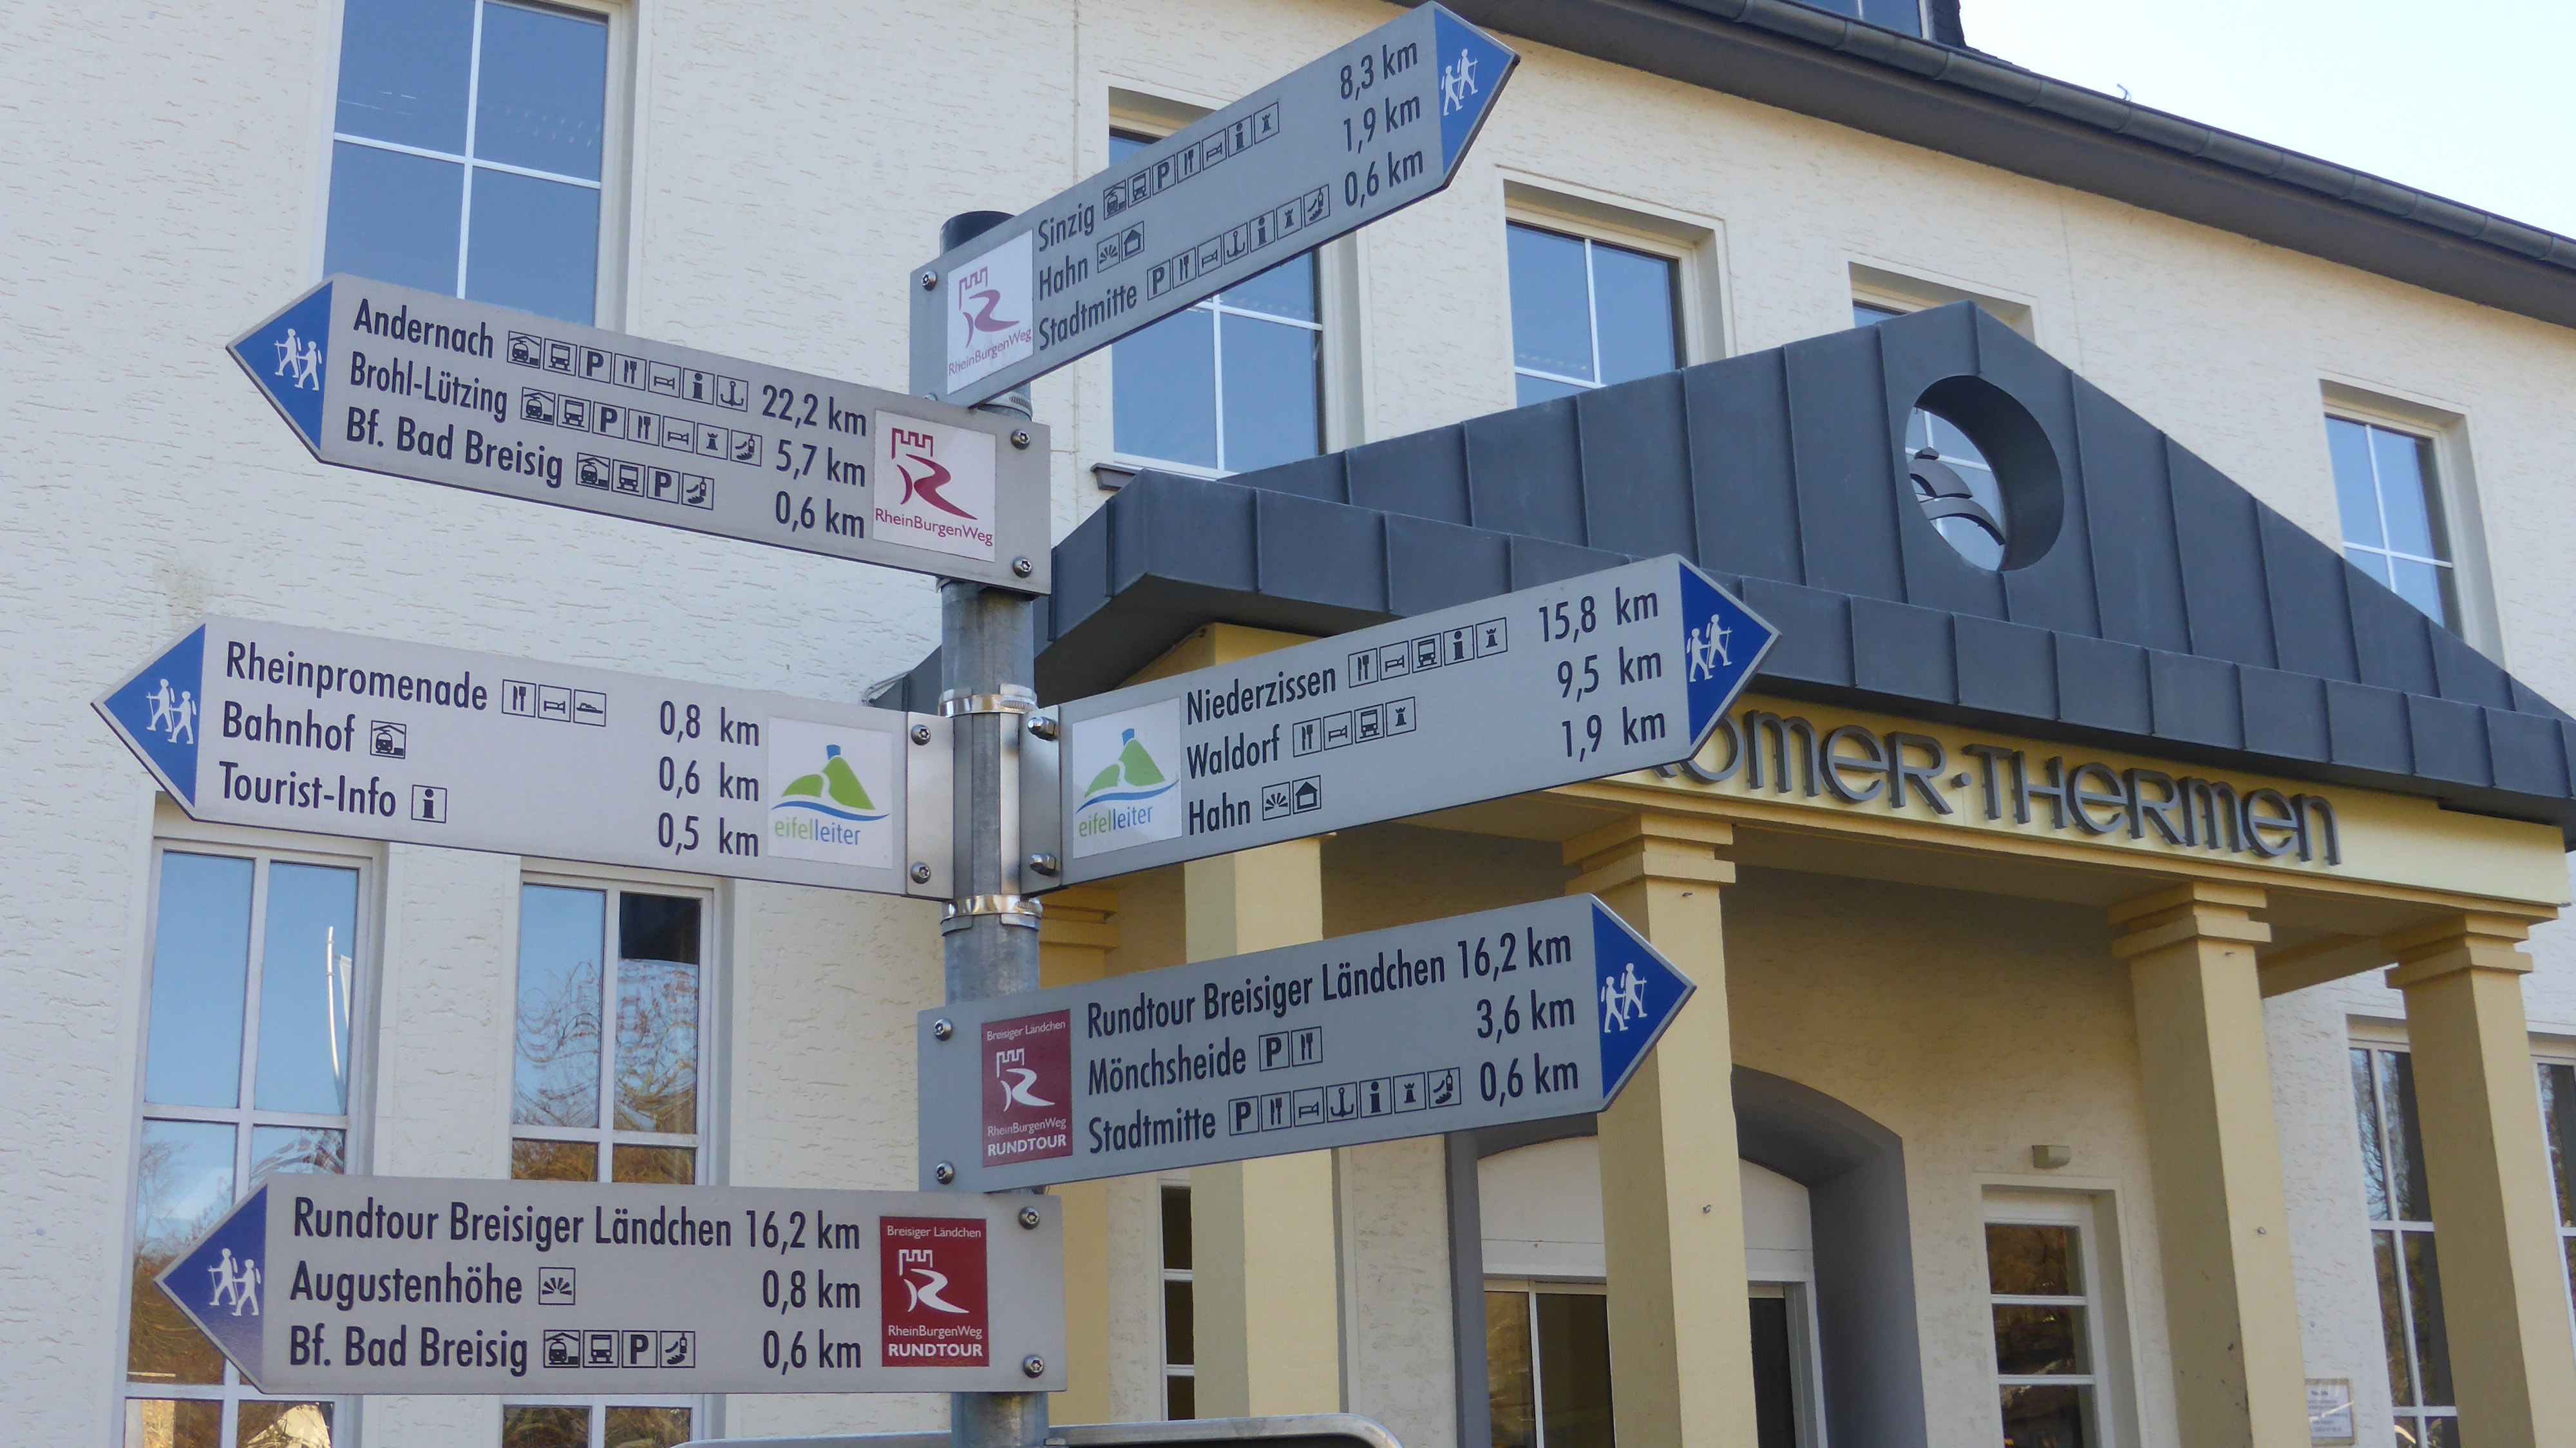 Sinzig P i 8,3 km
Hahn 1,9 km
Stadtmitte P i 0,6 km
RheinBurgenWeg
Andernach P i 22,2 km
Brohl-Lützing P 5,7 km
Bf. Bad Breisig P 0,6 km
RheinBurgenWeg
Rheinpromenade 0,8 km
Bahnhof 0,6 km
Tourist-Info i 0,5 km
eifelleiter
Niederzissen i 15,8 km
Waldorf 9,5 km
Hahn 1,9 km
eifelleiter
RÖMER·THERMEN
Rundtour Breisiger Ländchen 16,2 km
Mönchsheide P 3,6 km
Stadtmitte P i 0,6 km
Breisiger Ländchen
RheinBurgenWeg
RUNDTOUR
Rundtour Breisiger Ländchen 16,2 km
Augustenhöhe 0,8 km
Bf. Bad Breisig P 0,6 km
Breisiger Ländchen
RheinBurgenWeg
RUNDTOUR